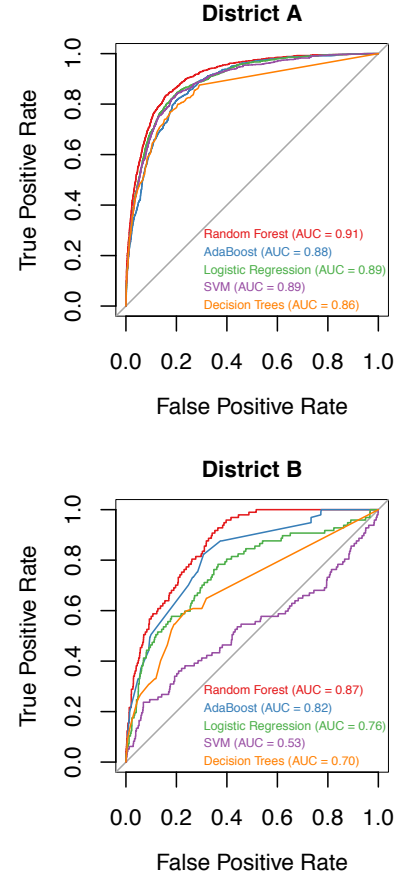 District A
True Positive Rate
1.0
0.8
0.6
0.4
0.2
0.0
Random Forest (AUC = 0.91)
AdaBoost (AUC = 0.88)
Logistic Regression (AUC = 0.89)
SVM (AUC = 0.89)
Decision Trees (AUC = 0.86)
0.0 0.2 0.4 0.6 0.8 1.0
False Positive Rate
District B
True Positive Rate
1.0
0.8
0.6
0.4
0.2
0.0
Random Forest (AUC = 0.87)
AdaBoost (AUC = 0.82)
Logistic Regression (AUC = 0.76)
SVM (AUC = 0.53)
Decision Trees (AUC = 0.70)
0.0 0.2 0.4 0.6 0.8 1.0
False Positive Rate